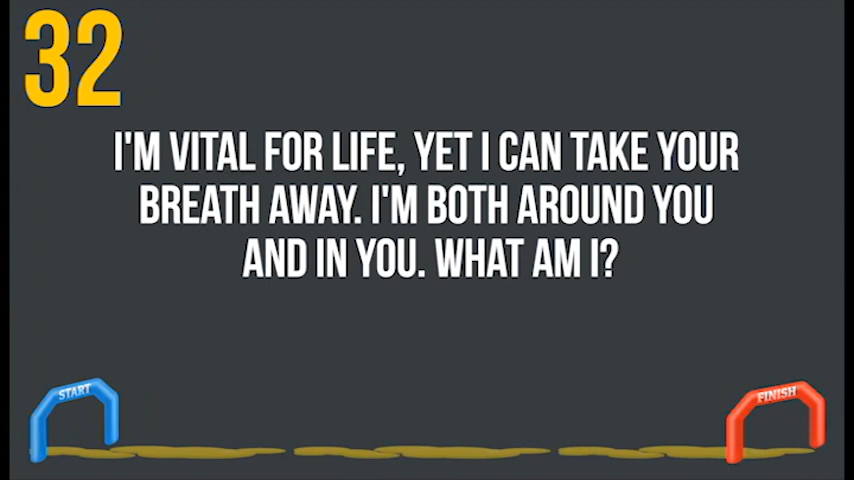 32
I'M VITAL FOR LIFE, YET I CAN TAKE YOUR
BREATH AWAY. I'M BOTH AROUND YOU
AND IN YOU. WHAT AM I?
START
FINISH